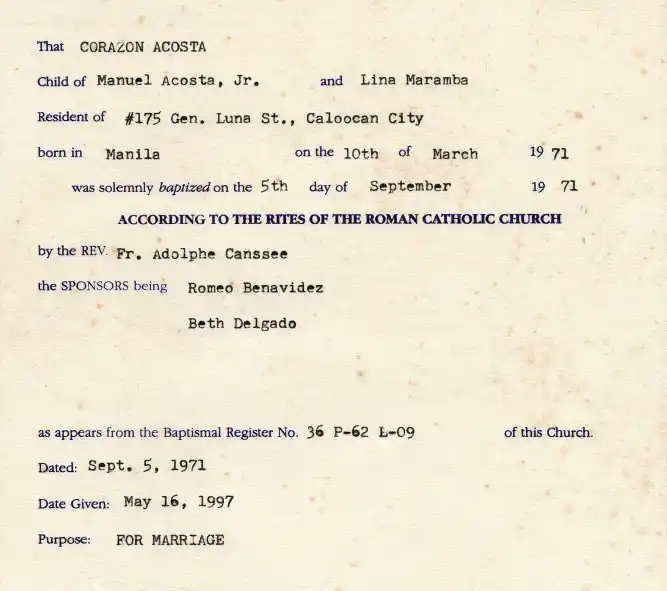 That CORAZON ACOSTA
Child of Manuel Acosta, Jr. and Lina Maramba
Resident of #175 Gen. Luna St., Caloocan City
born in Manila on the 10th of March 19 71
was solemnly baptized on the 5th day of September 19 71
ACCORDING TO THE RITES OF THE ROMAN CATHOLIC CHURCH
by the REV. Fr. Adolphe Canssee
the SPONSORS being Romeo Benavidez
Beth Delgado
as appears from the Baptismal Register No. 36 P-62 L-09 of this Church.
Dated: Sept. 5, 1971
Date Given: May 16, 1997
Purpose: FOR MARRIAGE